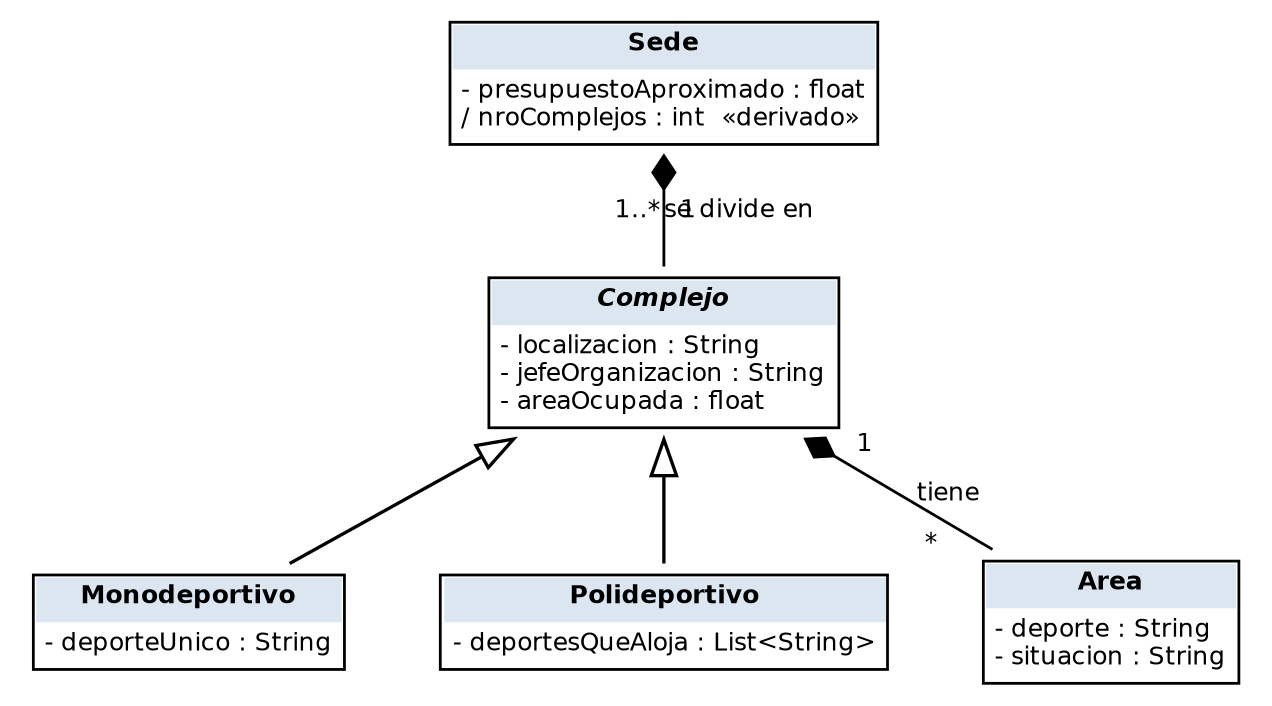 Sede
- presupuestoAproximado : float
/ nroComplejos : int  «derivado»
1..*
se divide en
1
Complejo
- localizacion : String
- jefeOrganizacion : String
- areaOcupada : float
1
tiene
*
Monodeportivo
- deporteUnico : String
Polideportivo
- deportesQueAloja : List<String>
Area
- deporte : String
- situacion : String